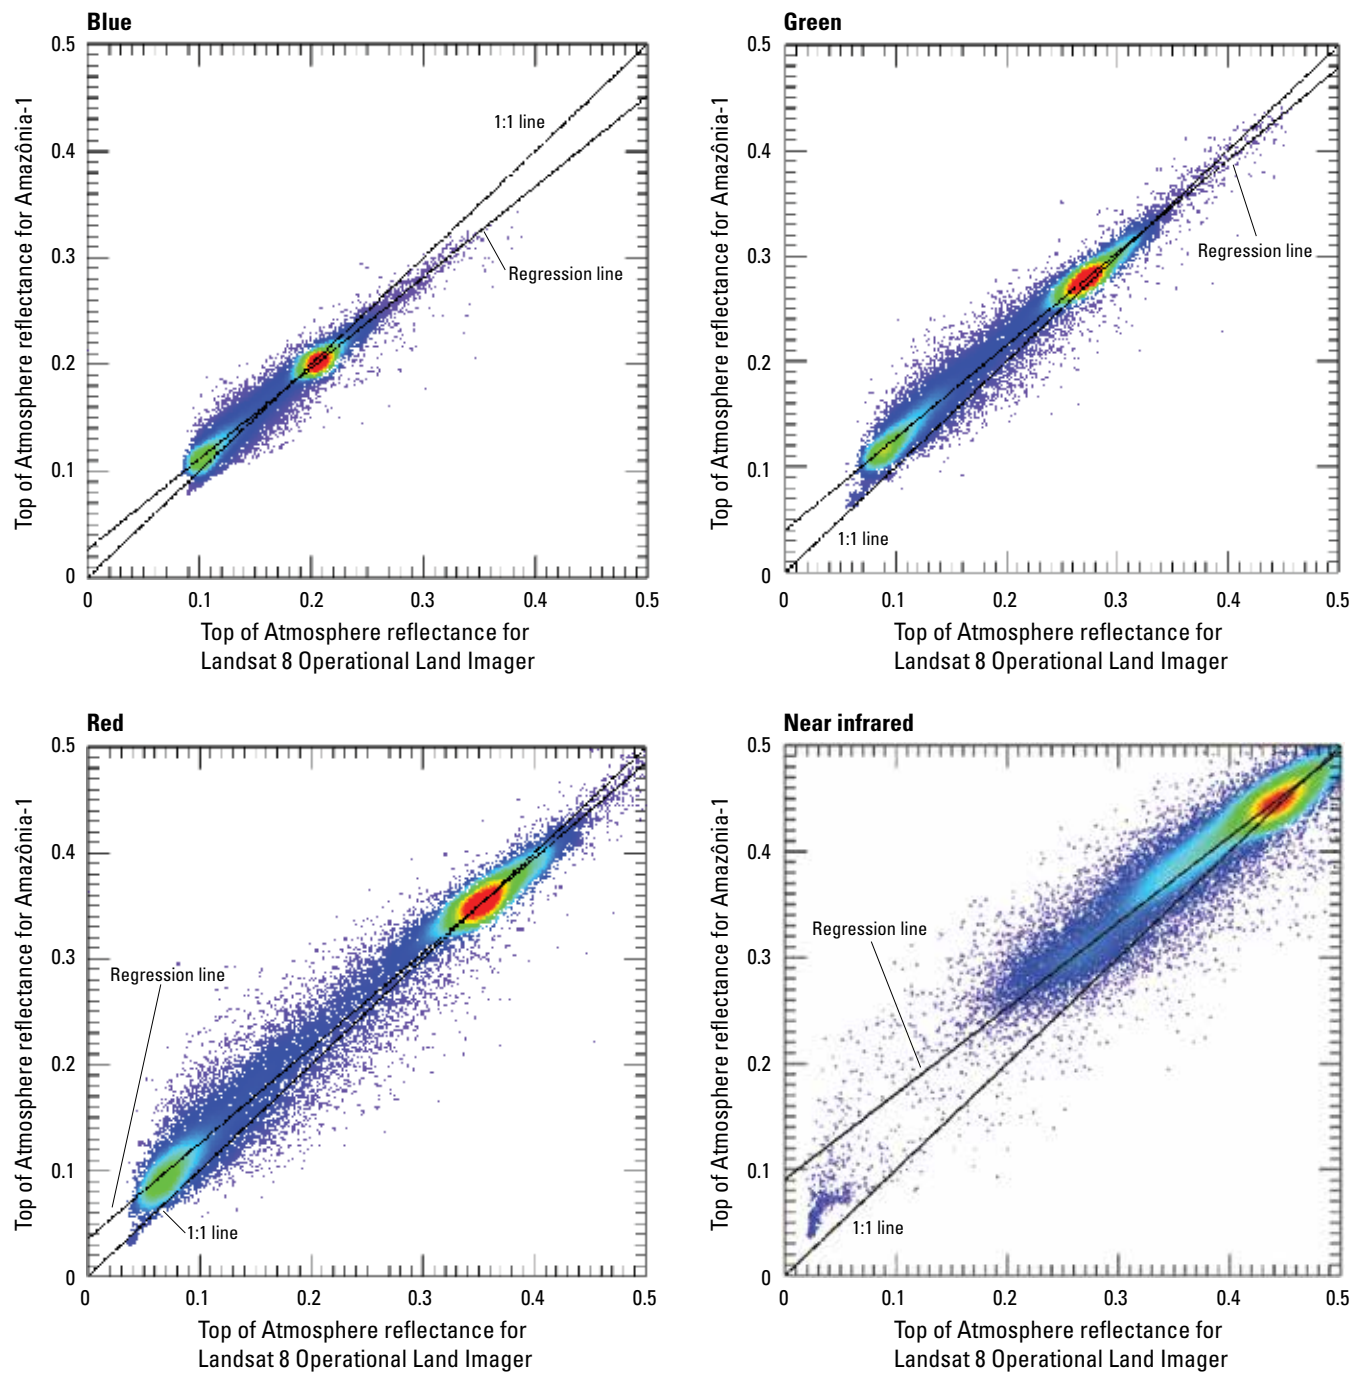 Blue
0.5
0.4
0.3
0.2
0.1
0
Top of Atmosphere reflectance for Amazônia-1
1:1 line
Regression line
0 0.1 0.2 0.3 0.4 0.5
Top of Atmosphere reflectance for
Landsat 8 Operational Land Imager
Green
0.5
0.4
0.3
0.2
0.1
0
Top of Atmosphere reflectance for Amazônia-1
Regression line
1:1 line
0 0.1 0.2 0.3 0.4 0.5
Top of Atmosphere reflectance for
Landsat 8 Operational Land Imager
Red
0.5
0.4
0.3
0.2
0.1
0
Top of Atmosphere reflectance for Amazônia-1
Regression line
1:1 line
0 0.1 0.2 0.3 0.4 0.5
Top of Atmosphere reflectance for
Landsat 8 Operational Land Imager
Near infrared
0.5
0.4
0.3
0.2
0.1
0
Top of Atmosphere reflectance for Amazônia-1
Regression line
1:1 line
0 0.1 0.2 0.3 0.4 0.5
Top of Atmosphere reflectance for
Landsat 8 Operational Land Imager